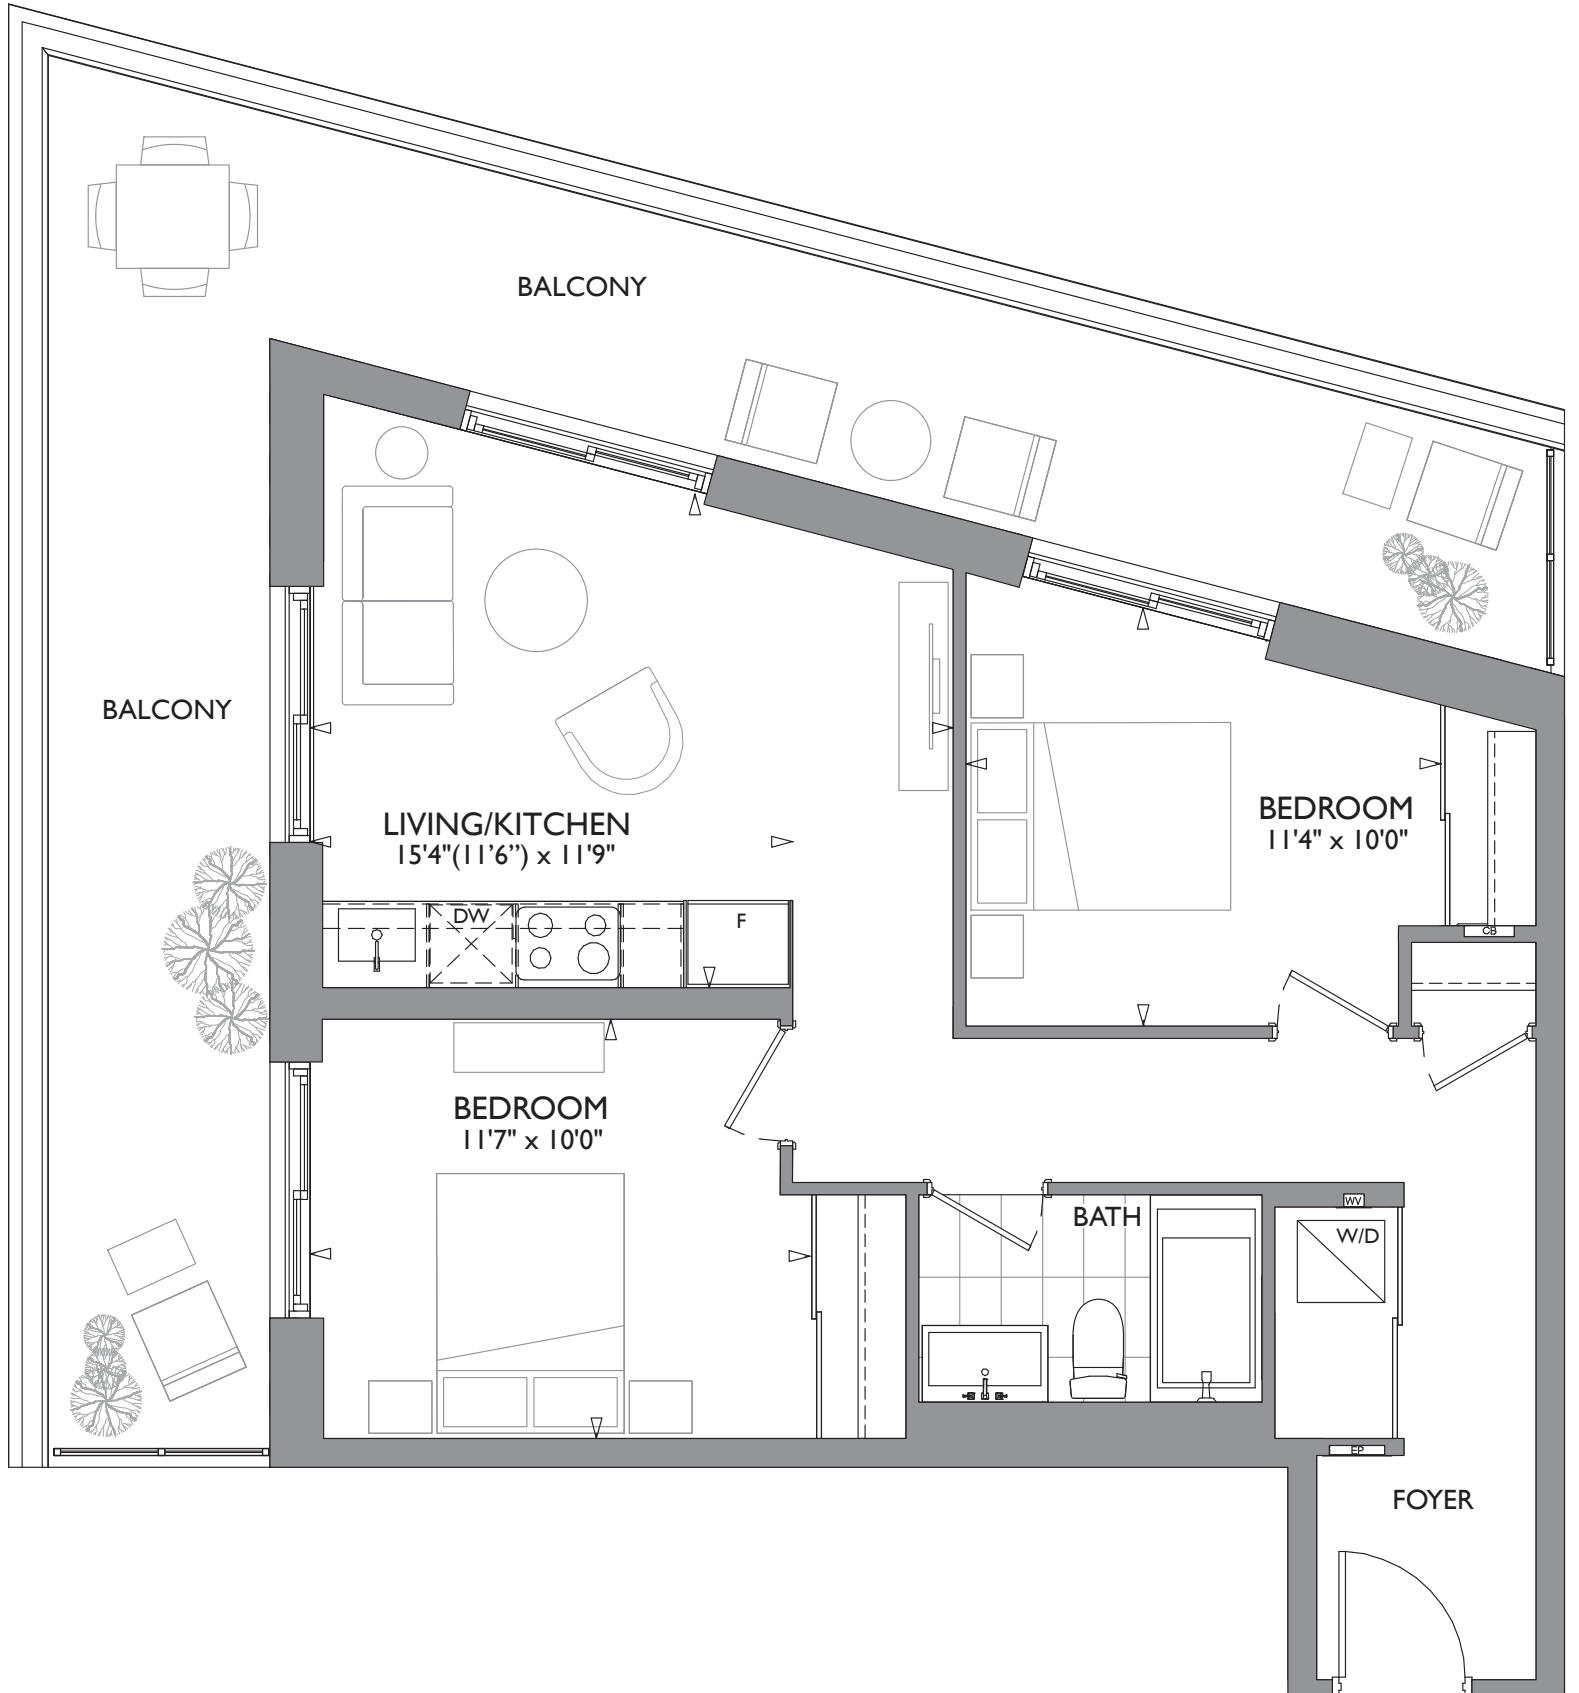 BALCONY
BALCONY
LIVING/KITCHEN
15'4"(11'6”) x 11'9"
BEDROOM
11'4" x 10'0"
DW
F
CB
BEDROOM
11'7" x 10'0"
BATH
WV
W/D
EP
FOYER